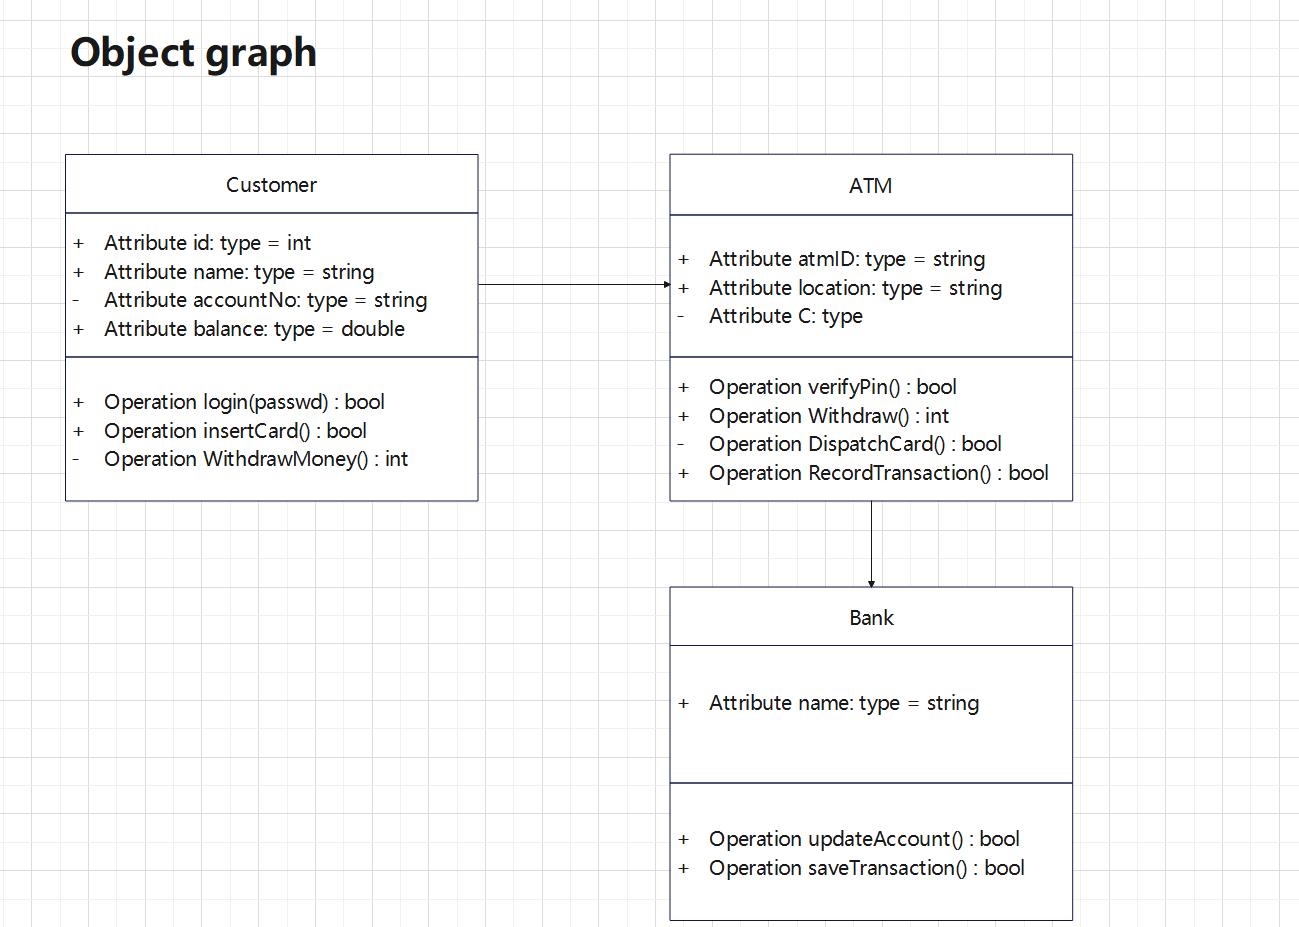 Object graph
Customer
+ Attribute id: type = int
+ Attribute name: type = string
- Attribute accountNo: type = string
+ Attribute balance: type = double
+ Operation login(passwd) : bool
+ Operation insertCard() : bool
- Operation WithdrawMoney() : int
ATM
+ Attribute atmID: type = string
+ Attribute location: type = string
- Attribute C: type
+ Operation verifyPin() : bool
+ Operation Withdraw() : int
- Operation DispatchCard() : bool
+ Operation RecordTransaction() : bool
Bank
+ Attribute name: type = string
+ Operation updateAccount() : bool
+ Operation saveTransaction() : bool